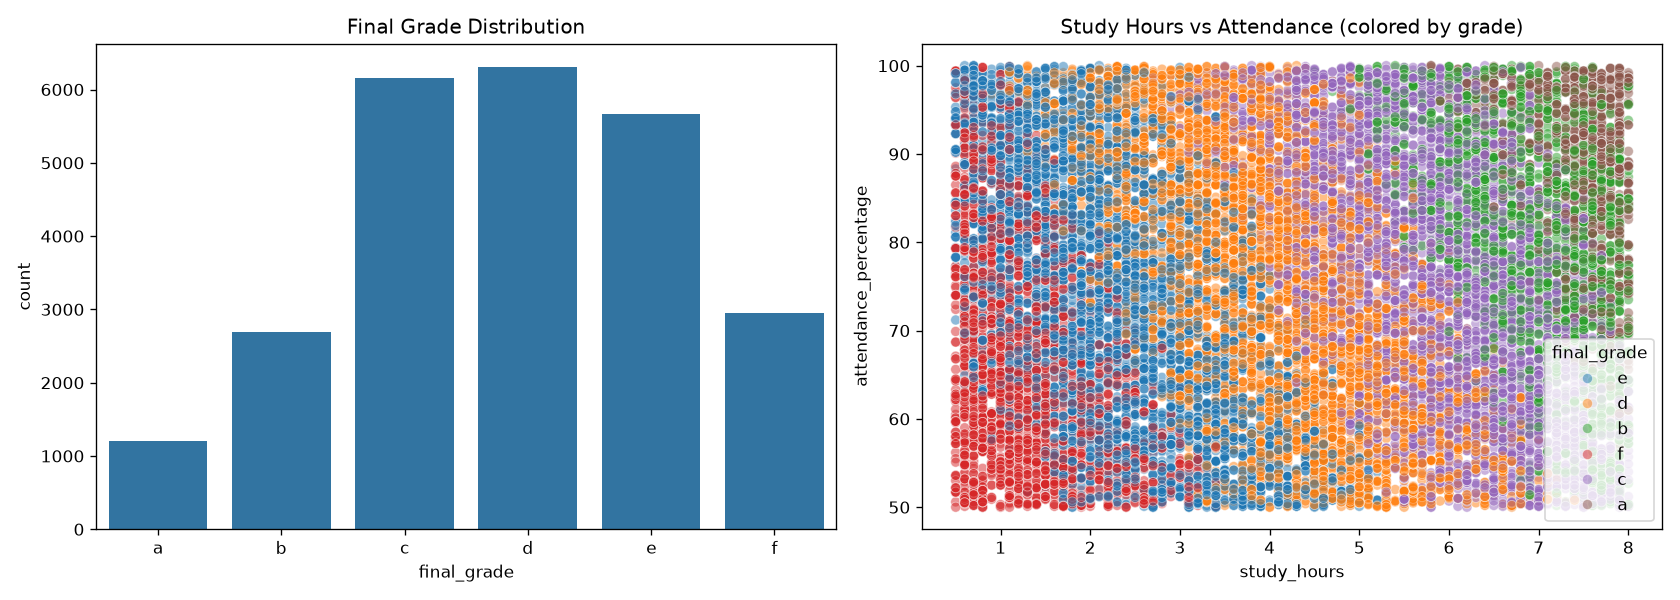 Final Grade Distribution
count
6000
5000
4000
3000
2000
1000
0
a b c d e f
final_grade
Study Hours vs Attendance (colored by grade)
attendance_percentage
100
90
80
70
60
50
final_grade
e
d
b
f
c
a
1 2 3 4 5 6 7 8
study_hours